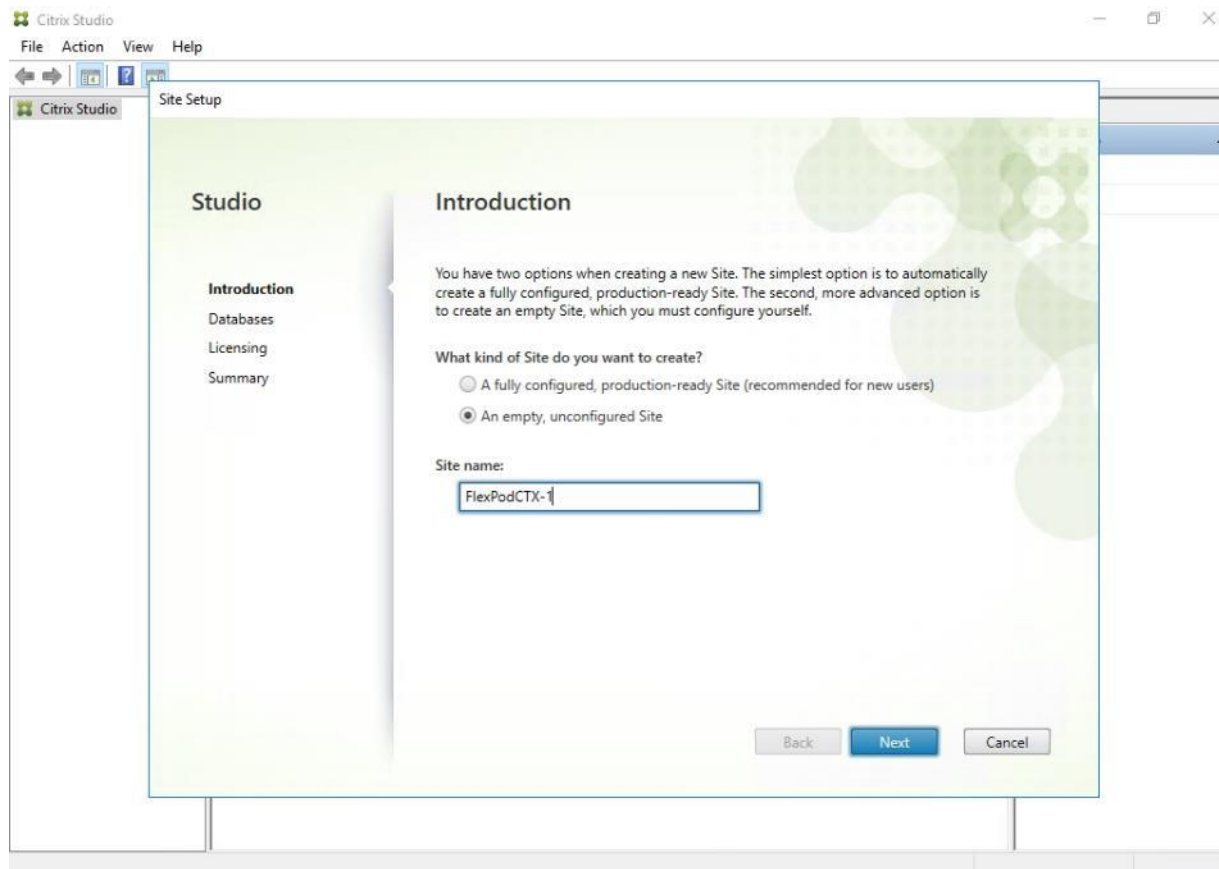 Citrix Studio
File Action View Help
Citrix Studio
Site Setup
Studio
Introduction
Databases
Licensing
Summary
Introduction
You have two options when creating a new Site. The simplest option is to automatically
create a fully configured, production-ready Site. The second, more advanced option is
to create an empty Site, which you must configure yourself.
What kind of Site do you want to create?
A fully configured, production-ready Site (recommended for new users)
An empty, unconfigured Site
Site name:
FlexPodCTX-1
Back Next Cancel